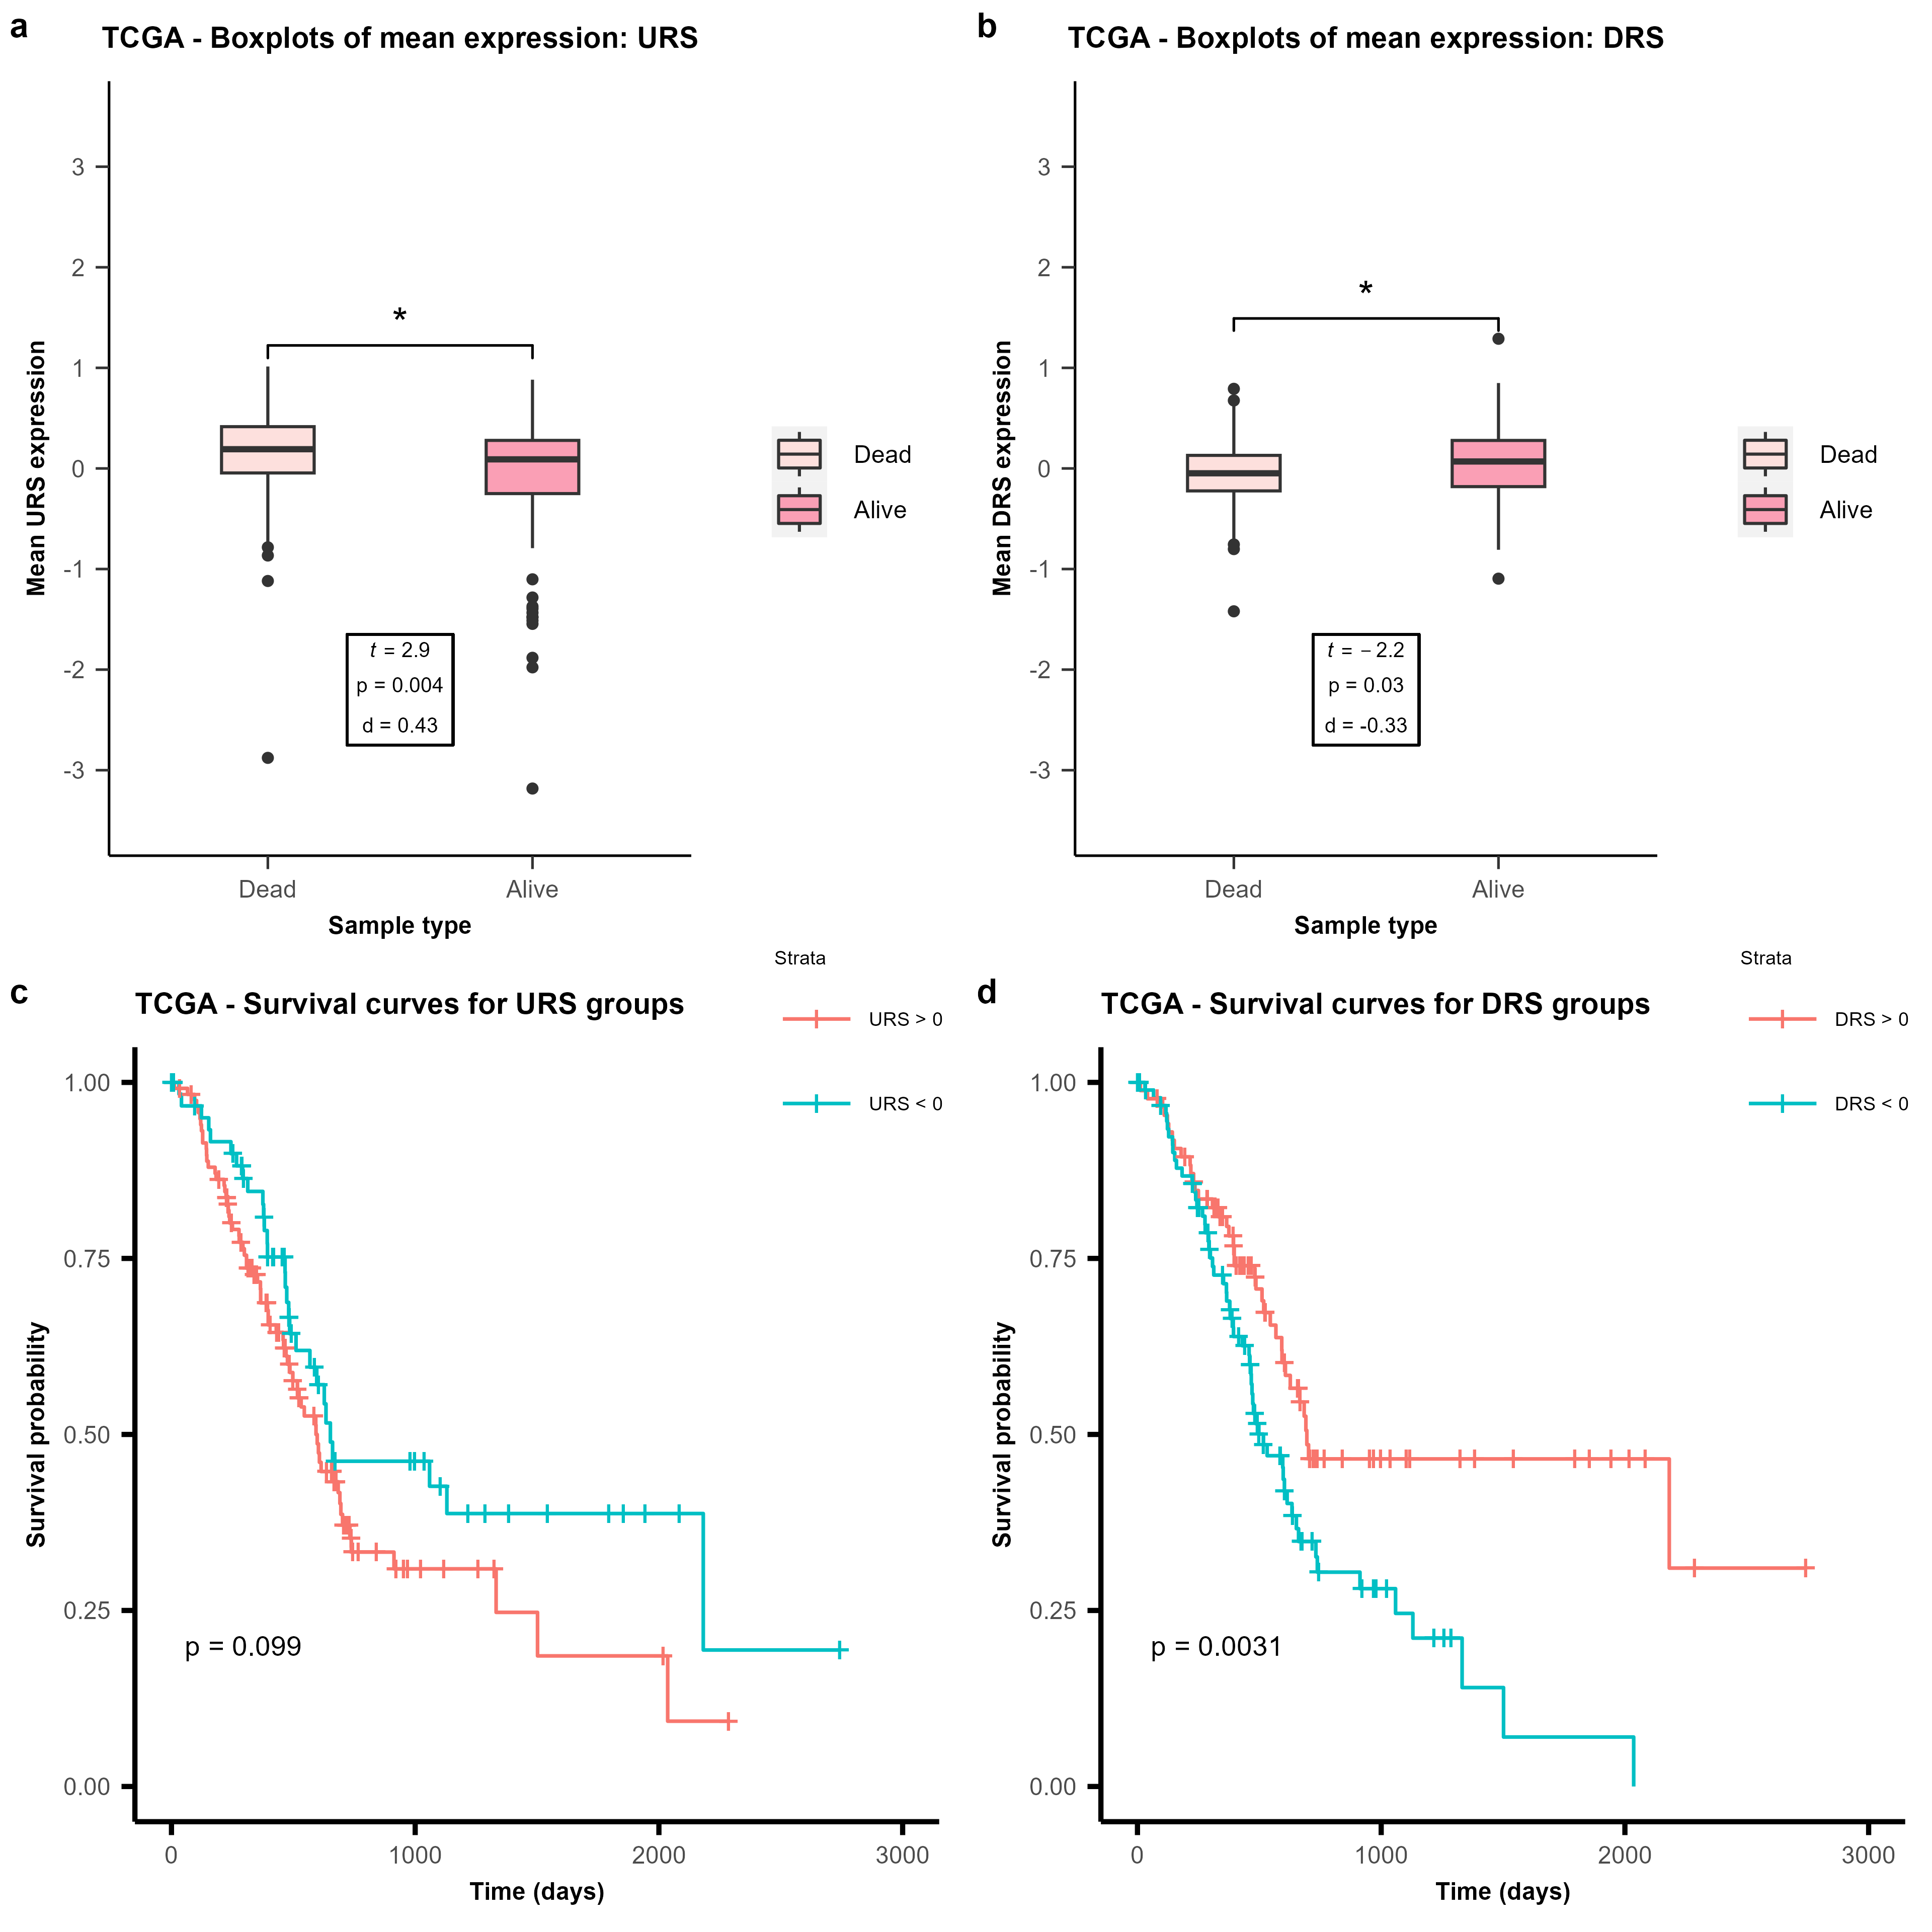 a
TCGA - Boxplots of mean expression: URS
Mean URS expression
3
2
1
0
-1
-2
-3
*
t = 2.9
p = 0.004
d = 0.43
Dead
Alive
Sample type
Dead
Alive
b
TCGA - Boxplots of mean expression: DRS
Mean DRS expression
3
2
1
0
-1
-2
-3
*
t = − 2.2
p = 0.03
d = -0.33
Dead
Alive
Sample type
Dead
Alive
c
TCGA - Survival curves for URS groups
Strata
URS > 0
URS < 0
Survival probability
1.00
0.75
0.50
0.25
0.00
p = 0.099
0
1000
2000
3000
Time (days)
d
TCGA - Survival curves for DRS groups
Strata
DRS > 0
DRS < 0
Survival probability
1.00
0.75
0.50
0.25
0.00
p = 0.0031
0
1000
2000
3000
Time (days)